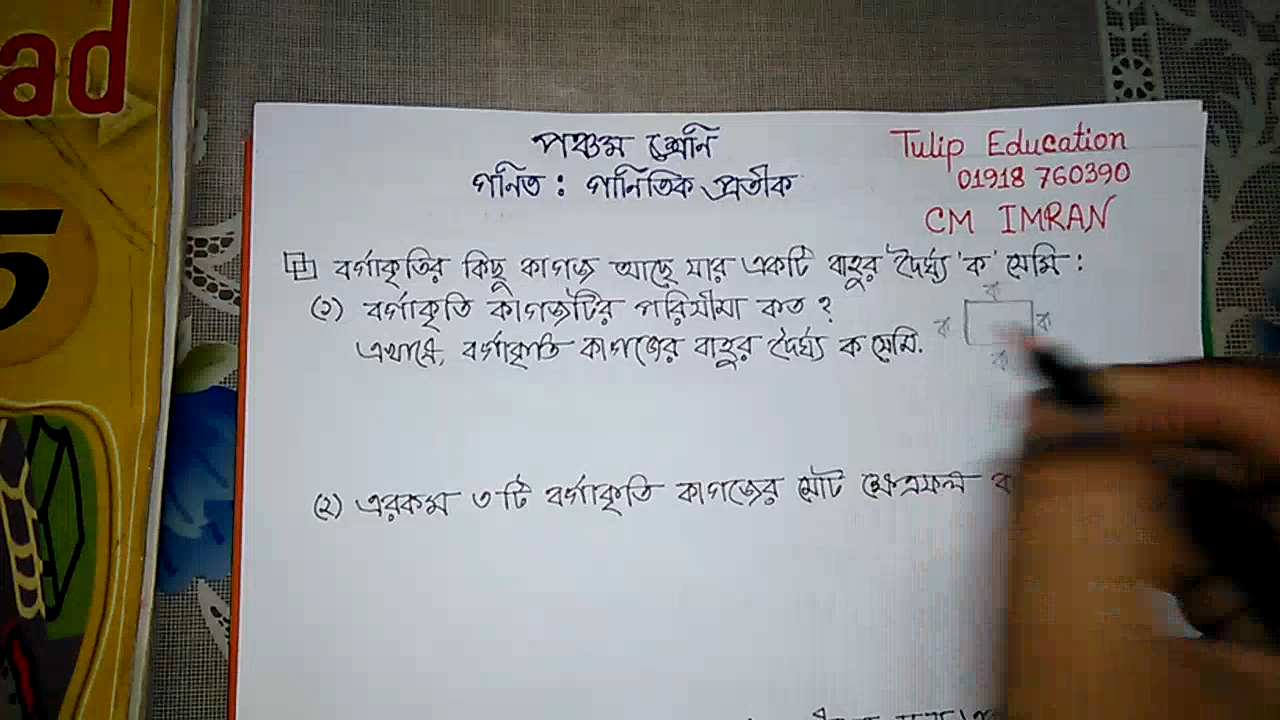 ad
5
পঞ্চম শ্রেনি
গনিত : গানিতিক প্রতীক
Tulip Education
01918 760390
CM IMRAN
বর্গাকৃতির কিছু কাগজ আছে যার একটি বাহুর দৈর্ঘ্য 'ক' সেমি :
(১) বর্গাকৃতি কাগজটির পরিসীমা কত ?
ক
ক
ক
ক
এখানে, বর্গাকৃতি কাগজের বাহুর দৈর্ঘ্য ক সেমি.
(২) এরকম ৩টি বর্গাকৃতি কাগজের মোট ক্ষেত্রফল